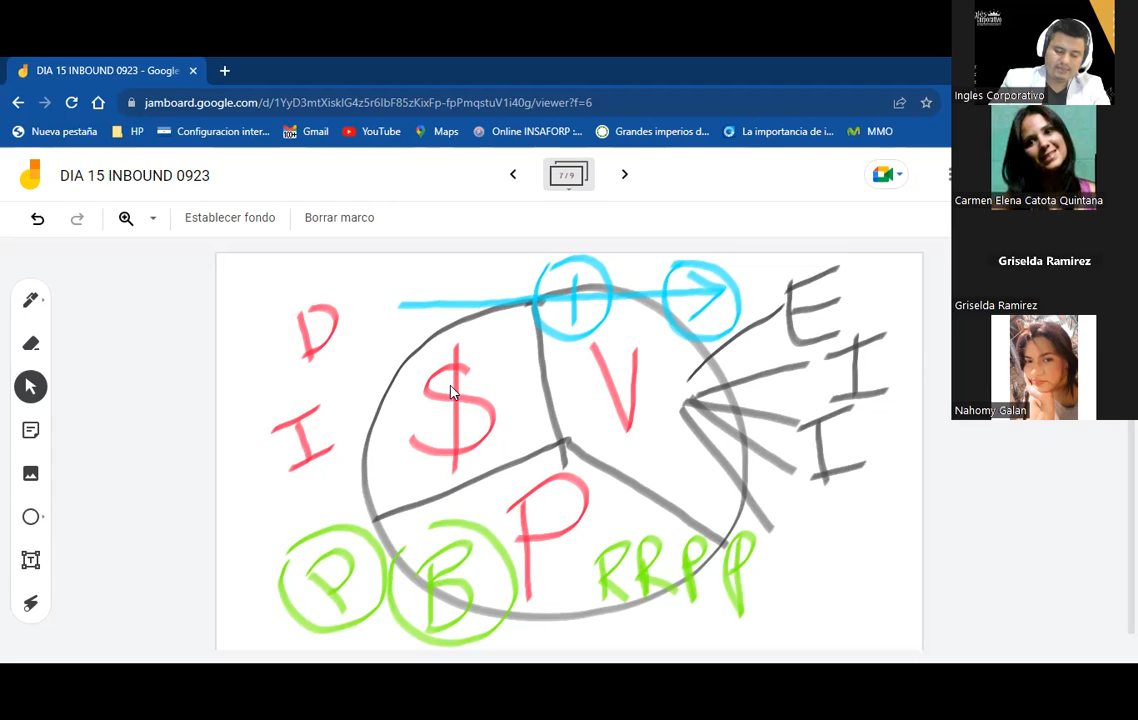 DIA 15 INBOUND 0923 - Google
jamboard.google.com/d/1YyD3mtXiskIG4z5r6IbF85zKixFp-fpPmqstuV1i40g/viewer?f=6
Nueva pestaña HP Configuracion inter... Gmail YouTube Maps Online INSAFORP :... Grandes imperios d... La importancia de i... MMO
DIA 15 INBOUND 0923
7 / 9
Establecer fondo Borrar marco
D
$
V
E
I
I
I
P
P B RRPP
Ingles Corporativo
Carmen Elena Catota Quintana
Griselda Ramirez
Griselda Ramirez
Nahomy Galan